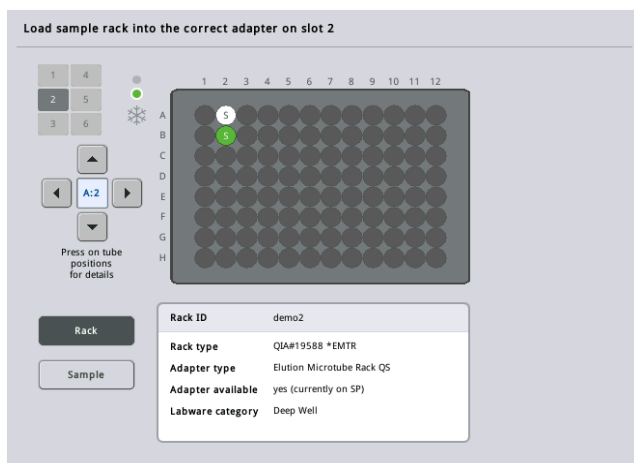 Load sample rack into the correct adapter on slot 2
1 4
2 5
3 6
1 2 3 4 5 6 7 8 9 10 11 12
A S
B S
C
D
E
F
G
H
A:2
Press on tube
positions
for details
Rack
Sample
Rack ID demo2
Rack type QIA#19588 *EMTR
Adapter type Elution Microtube Rack QS
Adapter available yes (currently on SP)
Labware category Deep Well